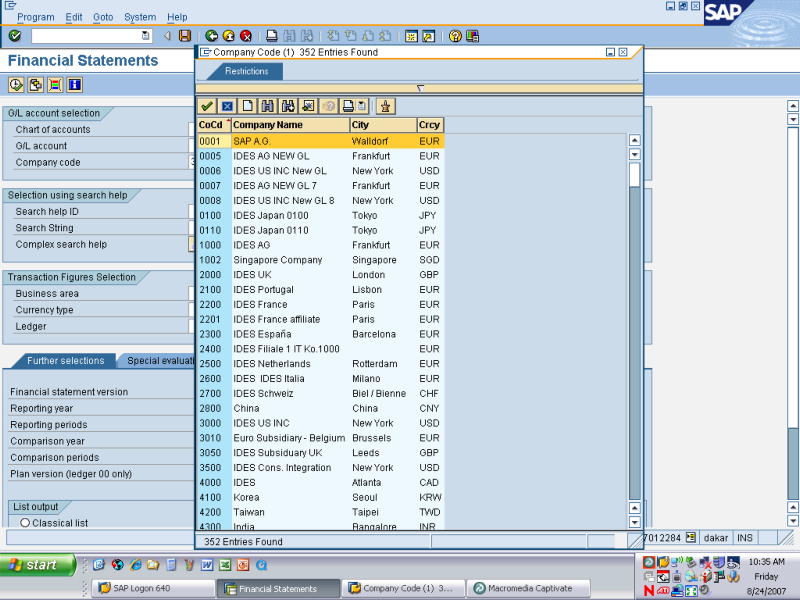 Program Edit Goto System Help
SAP
Financial Statements
Company Code (1) 352 Entries Found
Restrictions
G/L account selection
Chart of accounts
G/L account
Company code
Selection using search help
Search help ID
Search String
Complex search help
Transaction Figures Selection
Business area
Currency type
Ledger
Further selections Special evaluati
Financial statement version
Reporting year
Reporting periods
Comparison year
Comparison periods
Plan version (ledger 00 only)
List output
Classical list
CoCd Company Name City Crcy
0001 SAP A.G. Walldorf EUR
0005 IDES AG NEW GL Frankfurt EUR
0006 IDES US INC New GL New York USD
0007 IDES AG NEW GL 7 Frankfurt EUR
0008 IDES US INC New GL 8 New York USD
0100 IDES Japan 0100 Tokyo JPY
0110 IDES Japan 0110 Tokyo JPY
1000 IDES AG Frankfurt EUR
1002 Singapore Company Singapore SGD
2000 IDES UK London GBP
2100 IDES Portugal Lisbon EUR
2200 IDES France Paris EUR
2201 IDES France affiliate Paris EUR
2300 IDES España Barcelona EUR
2400 IDES Filiale 1 IT Ko.1000 EUR
2500 IDES Netherlands Rotterdam EUR
2600 IDES IDES Italia Milano EUR
2700 IDES Schweiz Biel / Bienne CHF
2800 China China CNY
3000 IDES US INC New York USD
3010 Euro Subsidiary - Belgium Brussels EUR
3050 IDES Subsiduary UK Leeds GBP
3500 IDES Cons. Integration New York USD
4000 IDES Atlanta CAD
4100 Korea Seoul KRW
4200 Taiwan Taipei TWD
4300 India Bangalore INR
352 Entries Found
7012284 dakar INS
start
10:35 AM
Friday
8/24/2007
SAP Logon 640 Financial Statements Company Code (1) 3... Macromedia Captivate